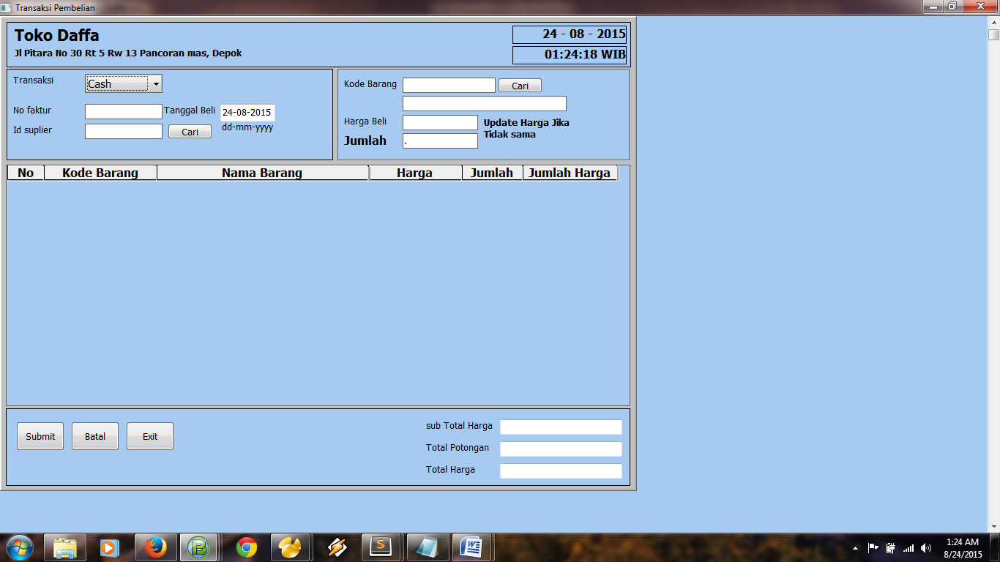 Transaksi Pembelian
Toko Daffa
24 - 08 - 2015
Jl Pitara No 30 Rt 5 Rw 13 Pancoran mas, Depok
01:24:18 WIB
Transaksi
Cash
No faktur
Tanggal Beli
24-08-2015
Id suplier
Cari
dd-mm-yyyy
Kode Barang
Cari
Harga Beli
Update Harga Jika
Tidak sama
Jumlah
.
No Kode Barang Nama Barang Harga Jumlah Jumlah Harga
Submit Batal Exit
sub Total Harga
Total Potongan
Total Harga
1:24 AM
8/24/2015